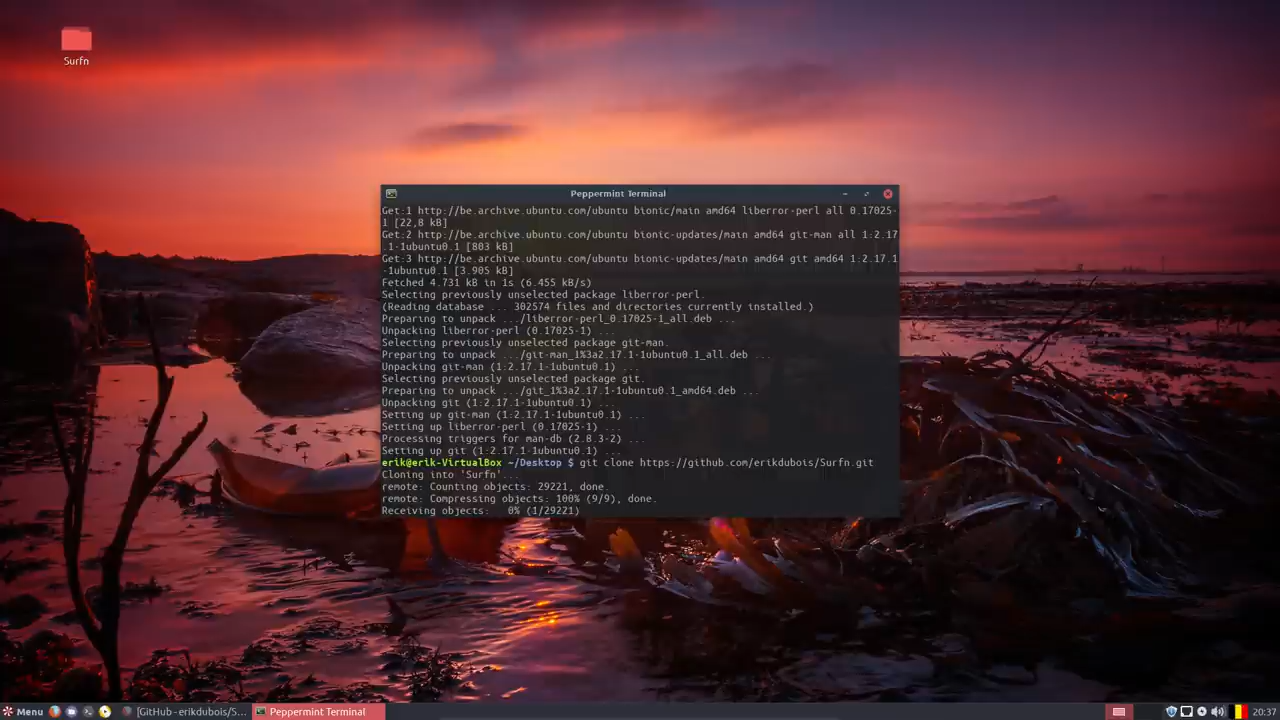 Surfn
Peppermint Terminal
Get:1 http://be.archive.ubuntu.com/ubuntu bionic/main amd64 liberror-perl all 0.17025-
1 [22,8 kB]
Get:2 http://be.archive.ubuntu.com/ubuntu bionic-updates/main amd64 git-man all 1:2.17
.1-1ubuntu0.1 [803 kB]
Get:3 http://be.archive.ubuntu.com/ubuntu bionic-updates/main amd64 git amd64 1:2.17.1
-1ubuntu0.1 [3.905 kB]
Fetched 4.731 kB in 1s (6.455 kB/s)
Selecting previously unselected package liberror-perl.
(Reading database ... 302574 files and directories currently installed.)
Preparing to unpack .../liberror-perl_0.17025-1_all.deb ...
Unpacking liberror-perl (0.17025-1) ...
Selecting previously unselected package git-man.
Preparing to unpack .../git-man_1%3a2.17.1-1ubuntu0.1_all.deb ...
Unpacking git-man (1:2.17.1-1ubuntu0.1) ...
Selecting previously unselected package git.
Preparing to unpack .../git_1%3a2.17.1-1ubuntu0.1_amd64.deb ...
Unpacking git (1:2.17.1-1ubuntu0.1) ...
Setting up git-man (1:2.17.1-1ubuntu0.1) ...
Setting up liberror-perl (0.17025-1) ...
Processing triggers for man-db (2.8.3-2) ...
Setting up git (1:2.17.1-1ubuntu0.1) ...
erik@erik-VirtualBox ~/Desktop $ git clone https://github.com/erikdubois/Surfn.git
Cloning into 'Surfn'...
remote: Counting objects: 29221, done.
remote: Compressing objects: 100% (9/9), done.
Receiving objects:   0% (1/29221)
Menu [GitHub - erikdubois/S... Peppermint Terminal 20:37